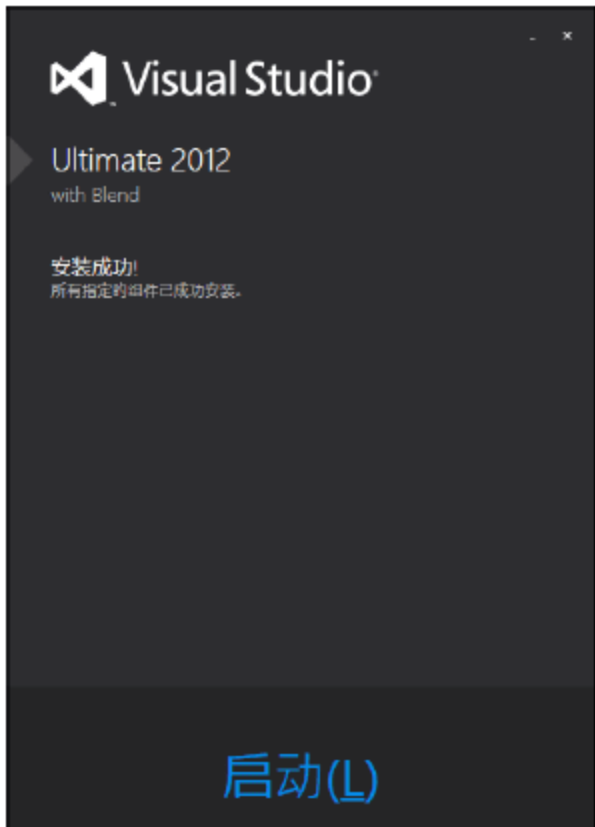 Visual Studio
Ultimate 2012
with Blend
安装成功!
所有指定的组件已成功安装。
启动(L)